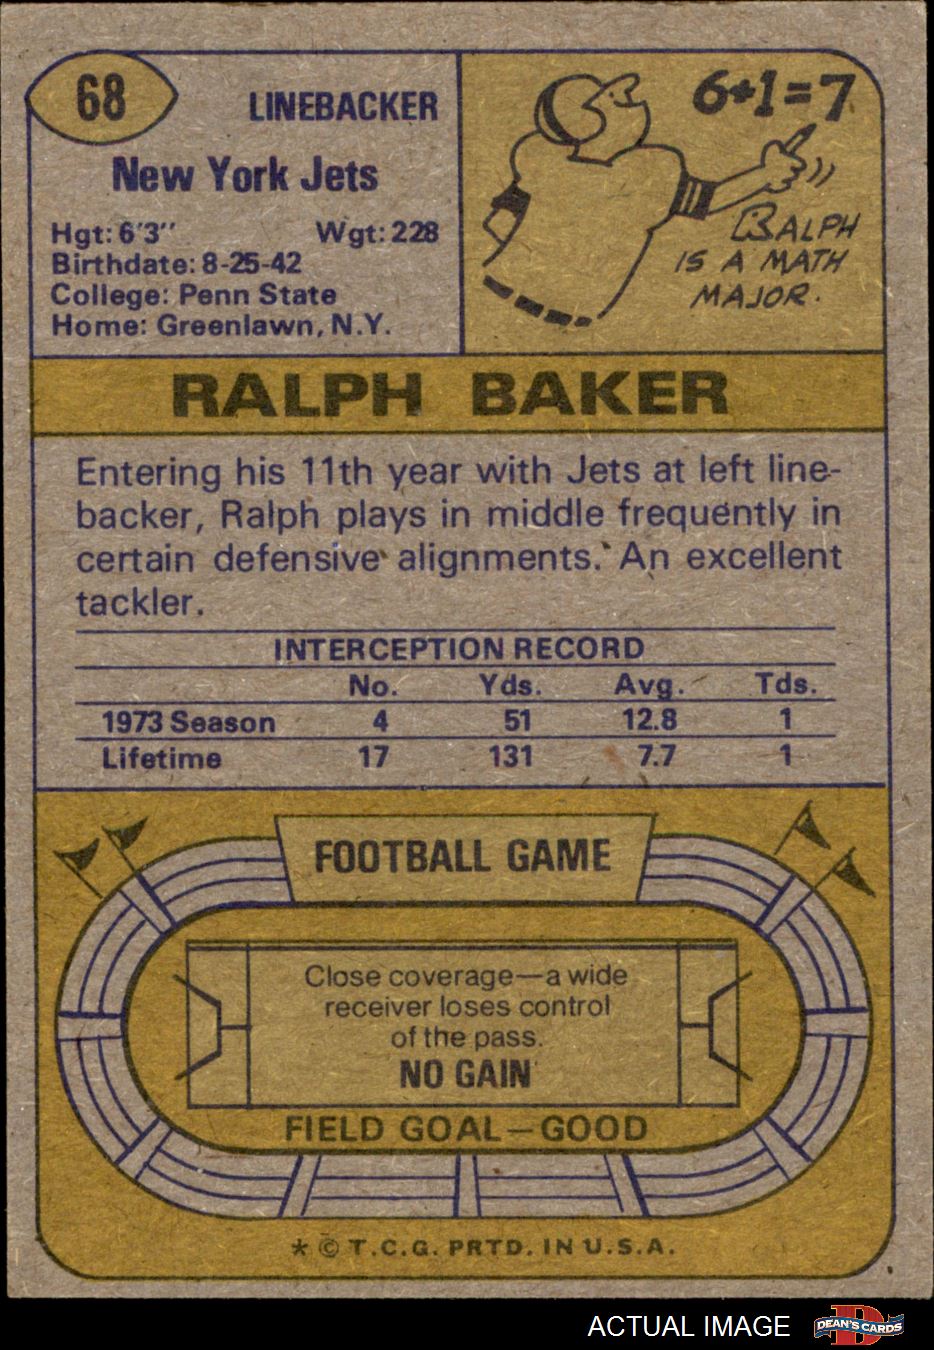 68
LINEBACKER
New York Jets
Hgt: 6'3'' Wgt: 228
Birthdate: 8-25-42
College: Penn State
Home: Greenlawn, N.Y.
6+1=7
RALPH
IS A MATH
MAJOR.
RALPH BAKER
Entering his 11th year with Jets at left line-
backer, Ralph plays in middle frequently in
certain defensive alignments. An excellent
tackler.
INTERCEPTION RECORD
No. Yds. Avg. Tds.
1973 Season 4 51 12.8 1
Lifetime 17 131 7.7 1
FOOTBALL GAME
Close coverage—a wide
receiver loses control
of the pass.
NO GAIN
FIELD GOAL—GOOD
* © T.C.G. PRTD. IN U.S.A.
ACTUAL IMAGE
D
DEAN'S CARDS